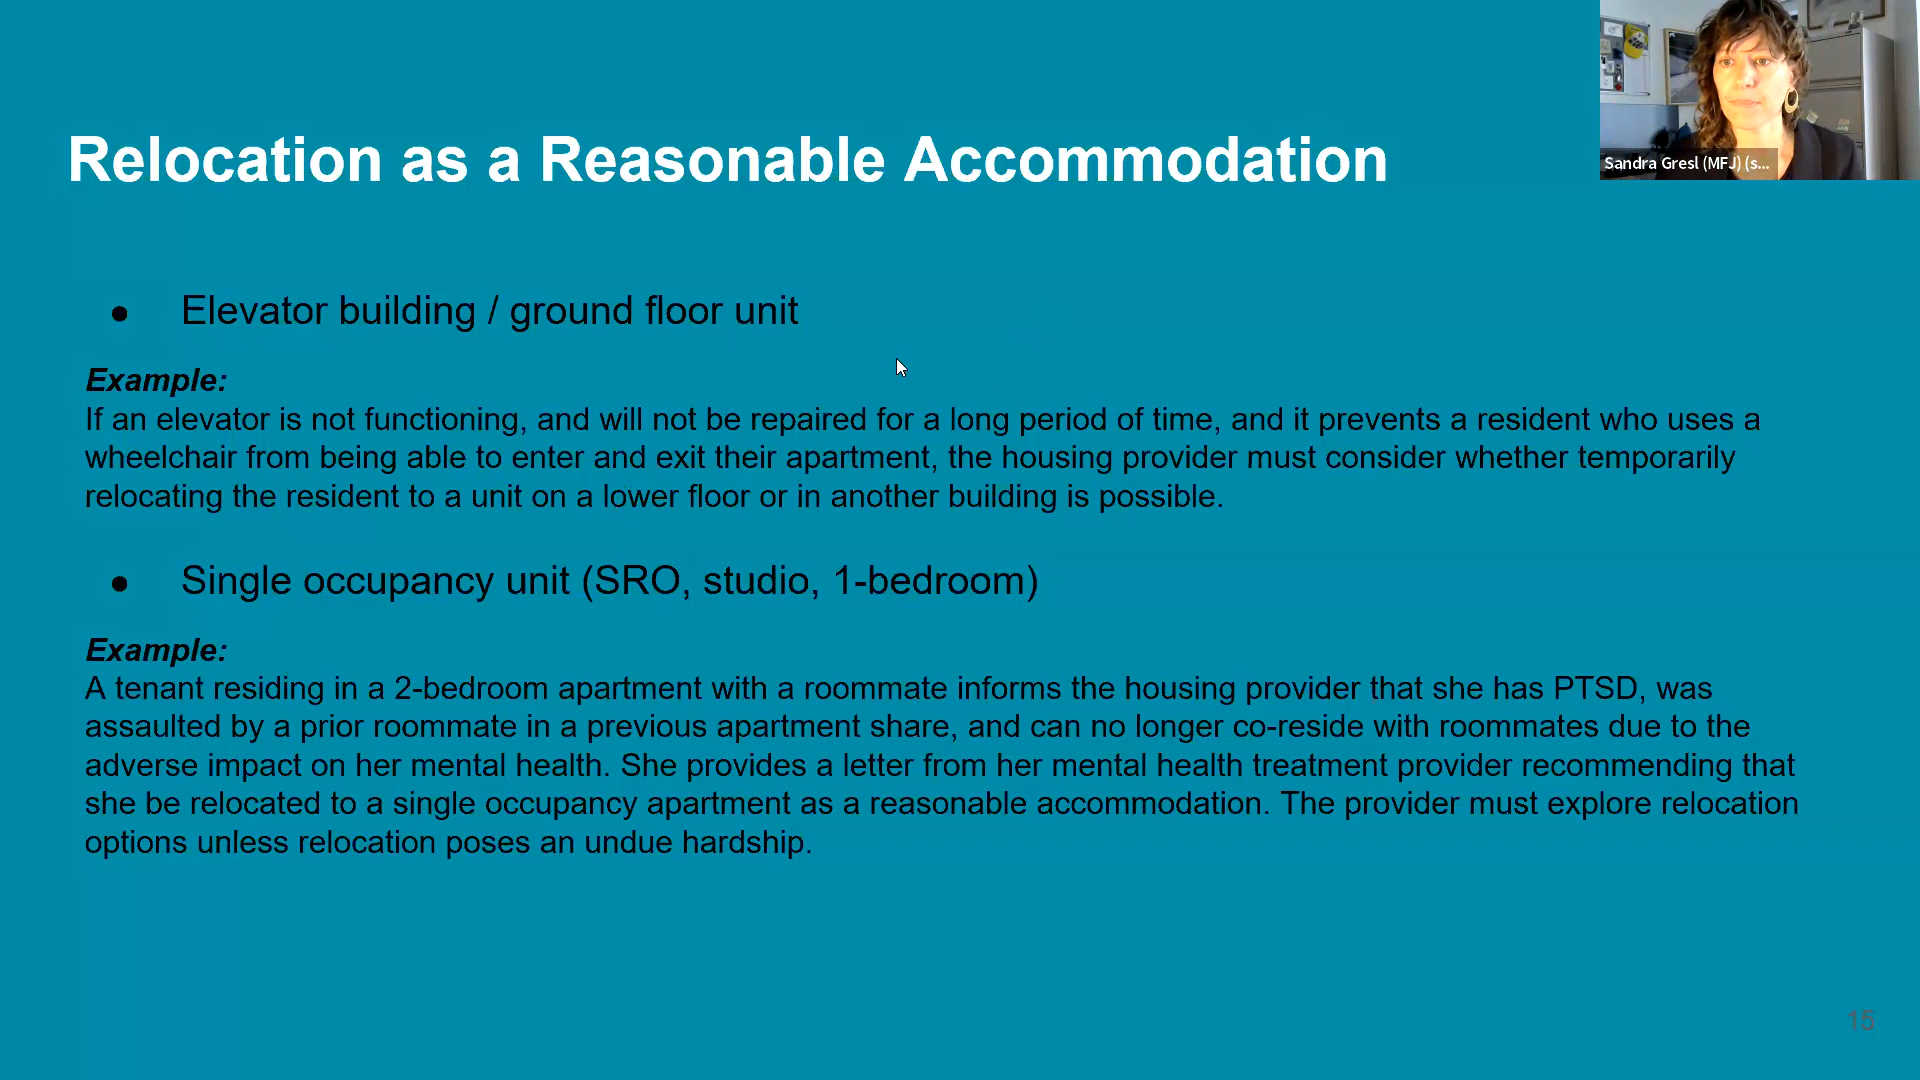 Relocation as a Reasonable Accommodation
Sandra Gresl (MFJ) (s...
● Elevator building / ground floor unit
Example:
If an elevator is not functioning, and will not be repaired for a long period of time, and it prevents a resident who uses a
wheelchair from being able to enter and exit their apartment, the housing provider must consider whether temporarily
relocating the resident to a unit on a lower floor or in another building is possible.
● Single occupancy unit (SRO, studio, 1-bedroom)
Example:
A tenant residing in a 2-bedroom apartment with a roommate informs the housing provider that she has PTSD, was
assaulted by a prior roommate in a previous apartment share, and can no longer co-reside with roommates due to the
adverse impact on her mental health. She provides a letter from her mental health treatment provider recommending that
she be relocated to a single occupancy apartment as a reasonable accommodation. The provider must explore relocation
options unless relocation poses an undue hardship.
15